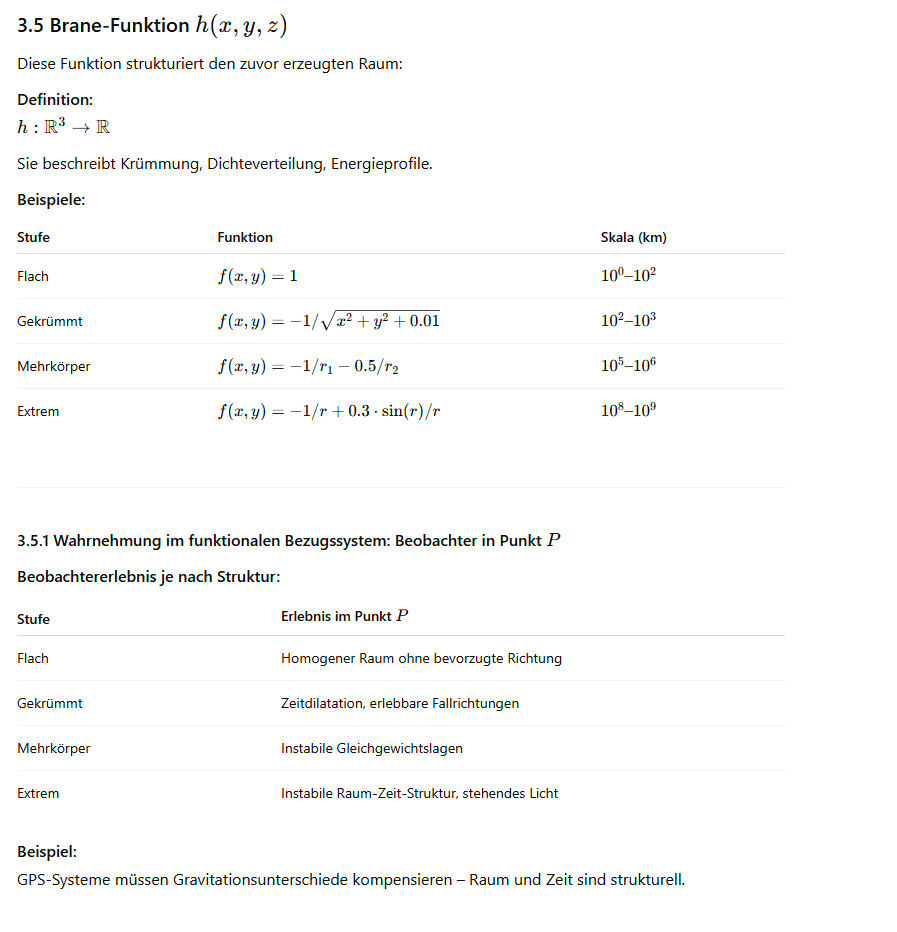 3.5 Brane-Funktion h(x, y, z)
Diese Funktion strukturiert den zuvor erzeugten Raum:
Definition:
h : ℝ³ → ℝ
Sie beschreibt Krümmung, Dichteverteilung, Energieprofile.
Beispiele:
Stufe Funktion Skala (km)
Flach f(x, y) = 1 10⁰–10²
Gekrümmt f(x, y) = −1/√(x² + y² + 0.01) 10²–10³
Mehrkörper f(x, y) = −1/r₁ − 0.5/r₂ 10⁵–10⁶
Extrem f(x, y) = −1/r + 0.3 · sin(r)/r 10⁸–10⁹
3.5.1 Wahrnehmung im funktionalen Bezugssystem: Beobachter in Punkt P
Beobachtererlebnis je nach Struktur:
Stufe Erlebnis im Punkt P
Flach Homogener Raum ohne bevorzugte Richtung
Gekrümmt Zeitdilatation, erlebbare Fallrichtungen
Mehrkörper Instabile Gleichgewichtslagen
Extrem Instabile Raum-Zeit-Struktur, stehendes Licht
Beispiel:
GPS-Systeme müssen Gravitationsunterschiede kompensieren – Raum und Zeit sind strukturell.